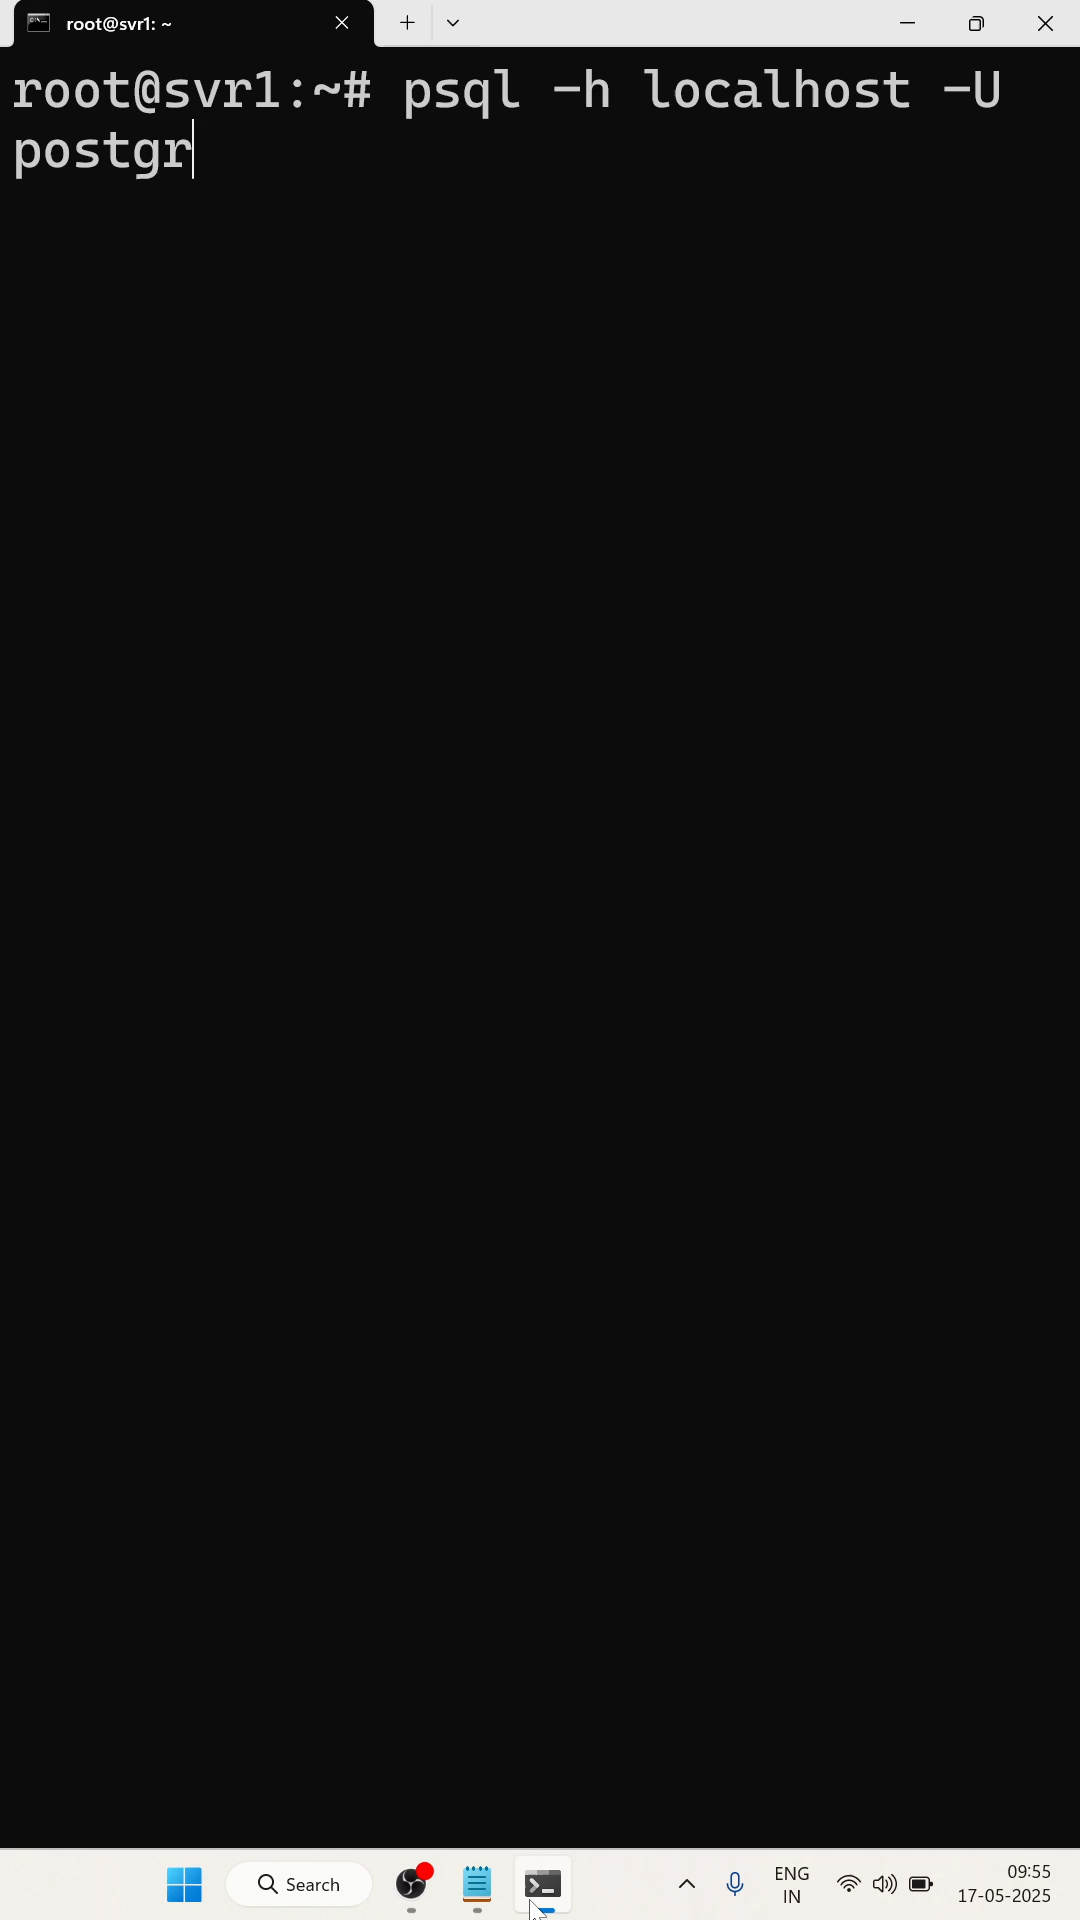 root@svr1: ~
root@svr1:~# psql -h localhost -U
postgr
Search
ENG
IN
09:55
17-05-2025